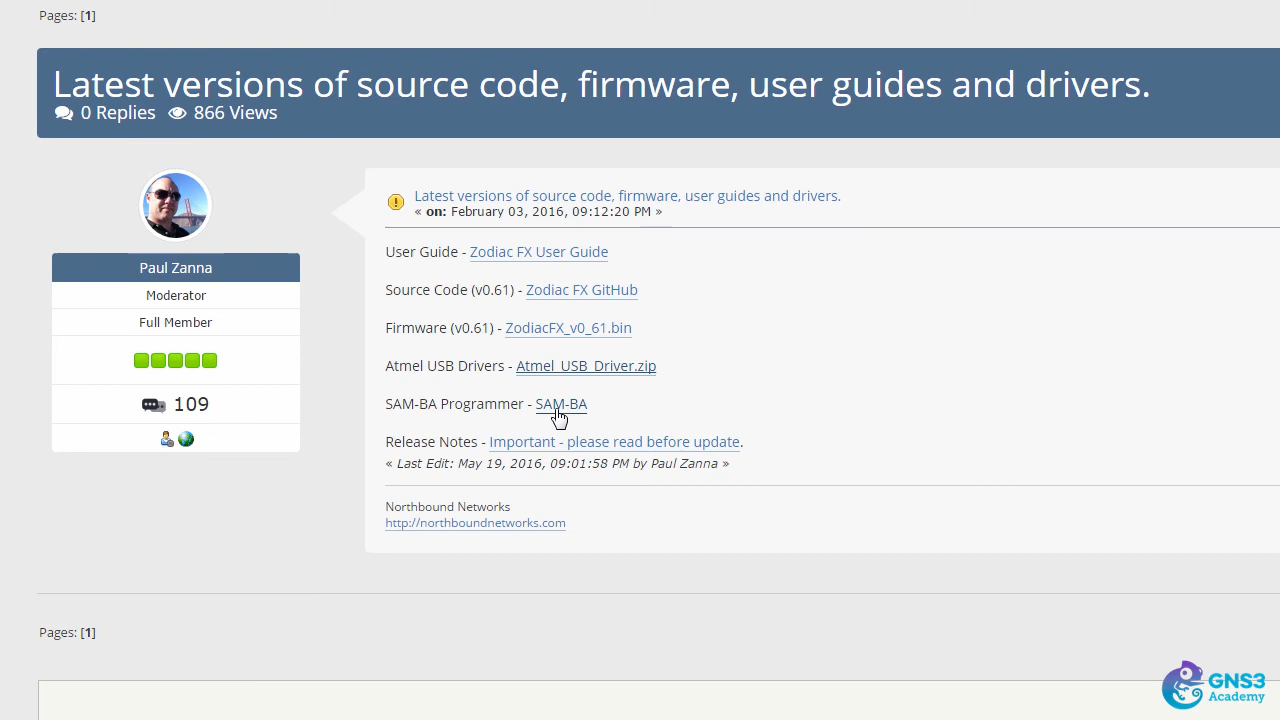 Pages: [1]
Latest versions of source code, firmware, user guides and drivers.
0 Replies 866 Views
Paul Zanna
Moderator
Full Member
109
Latest versions of source code, firmware, user guides and drivers.
« on: February 03, 2016, 09:12:20 PM »
User Guide - Zodiac FX User Guide
Source Code (v0.61) - Zodiac FX GitHub
Firmware (v0.61) - ZodiacFX_v0_61.bin
Atmel USB Drivers - Atmel_USB_Driver.zip
SAM-BA Programmer - SAM-BA
Release Notes - Important - please read before update.
« Last Edit: May 19, 2016, 09:01:58 PM by Paul Zanna »
Northbound Networks
http://northboundnetworks.com
Pages: [1]
GNS3
Academy